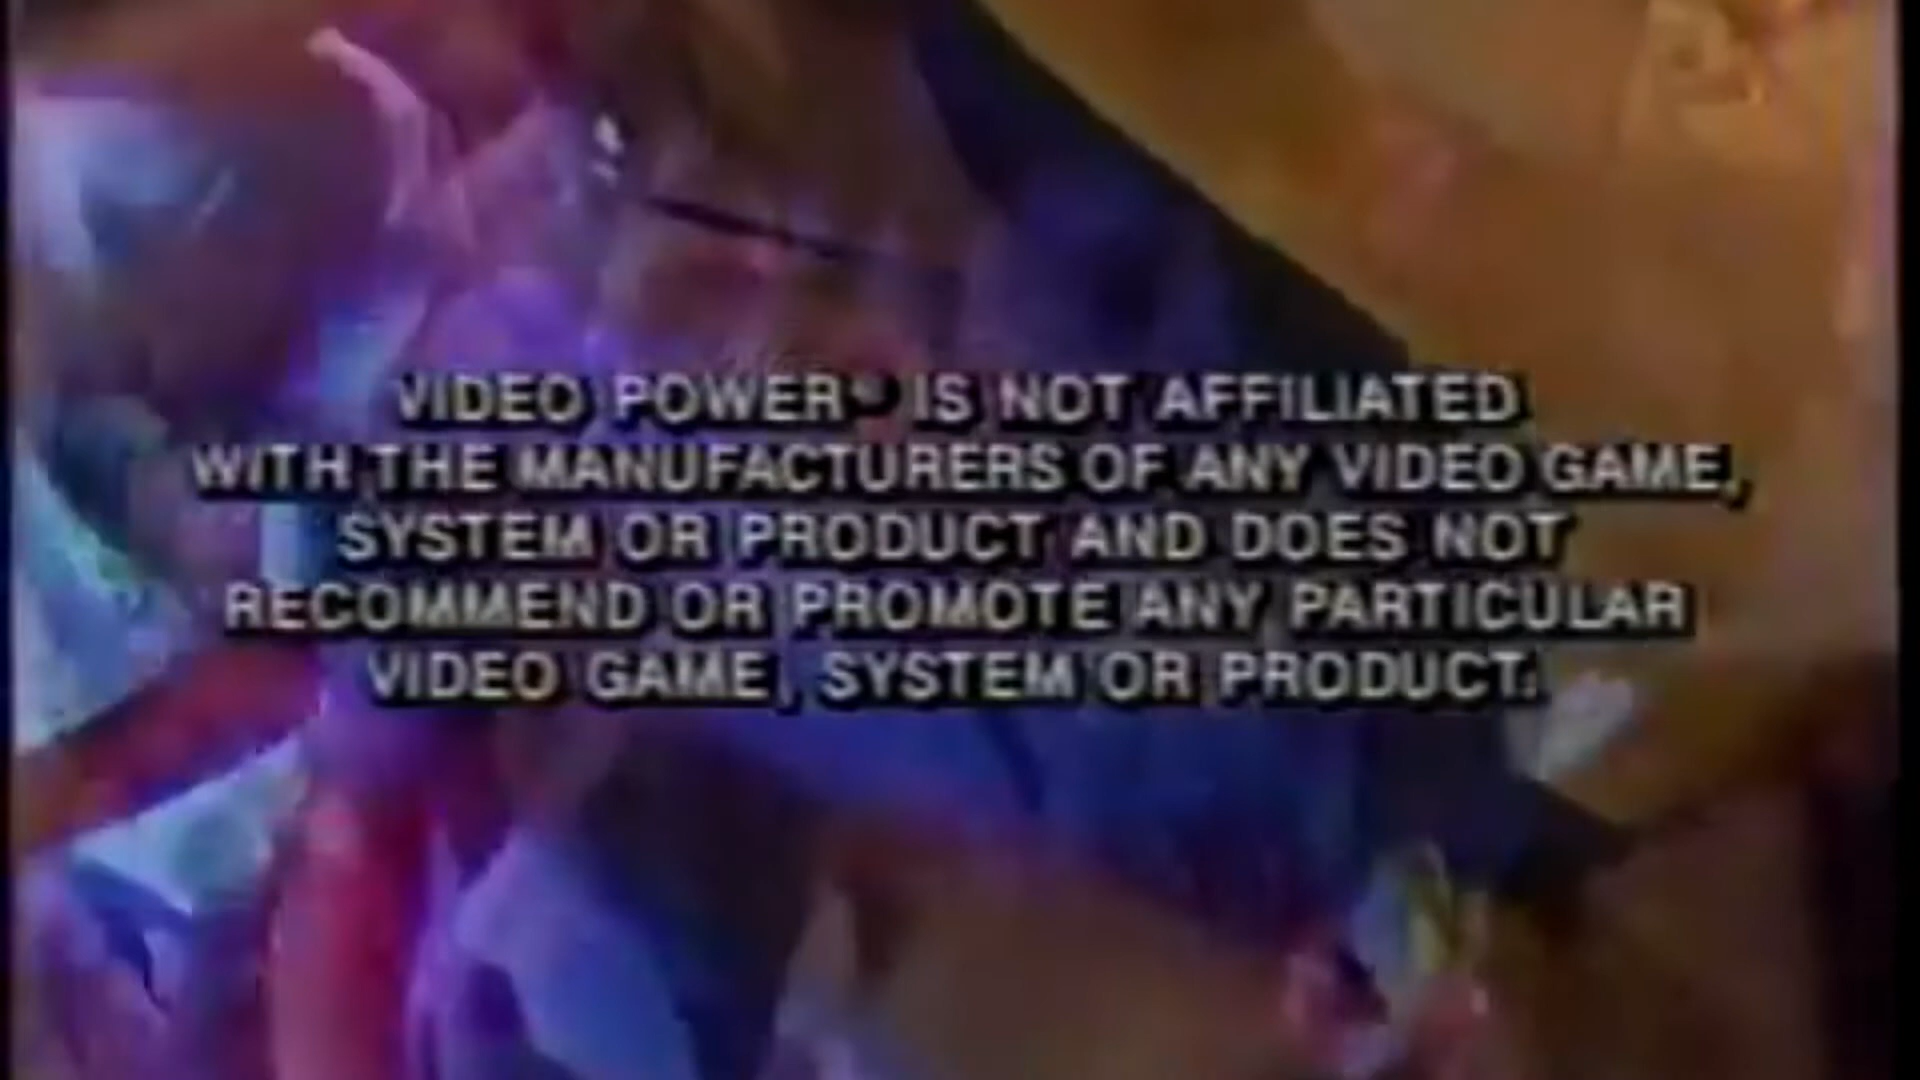 VIDEO POWER® IS NOT AFFILIATED
WITH THE MANUFACTURERS OF ANY VIDEO GAME,
SYSTEM OR PRODUCT AND DOES NOT
RECOMMEND OR PROMOTE ANY PARTICULAR
VIDEO GAME, SYSTEM OR PRODUCT.